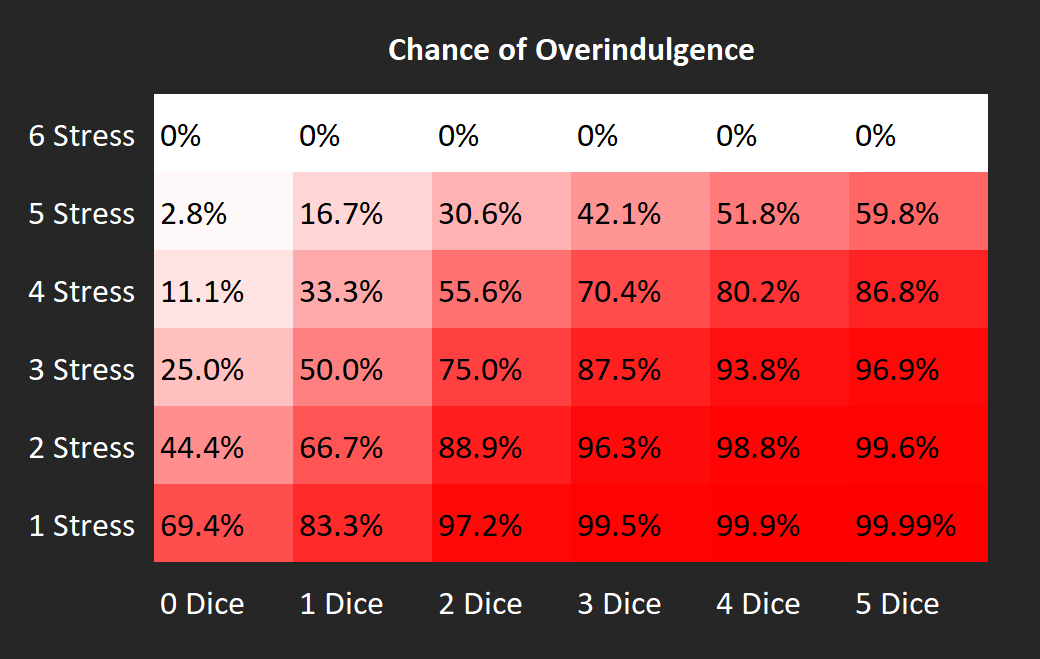 Chance of Overindulgence
6 Stress 0% 0% 0% 0% 0% 0%
5 Stress 2.8% 16.7% 30.6% 42.1% 51.8% 59.8%
4 Stress 11.1% 33.3% 55.6% 70.4% 80.2% 86.8%
3 Stress 25.0% 50.0% 75.0% 87.5% 93.8% 96.9%
2 Stress 44.4% 66.7% 88.9% 96.3% 98.8% 99.6%
1 Stress 69.4% 83.3% 97.2% 99.5% 99.9% 99.99%
0 Dice 1 Dice 2 Dice 3 Dice 4 Dice 5 Dice